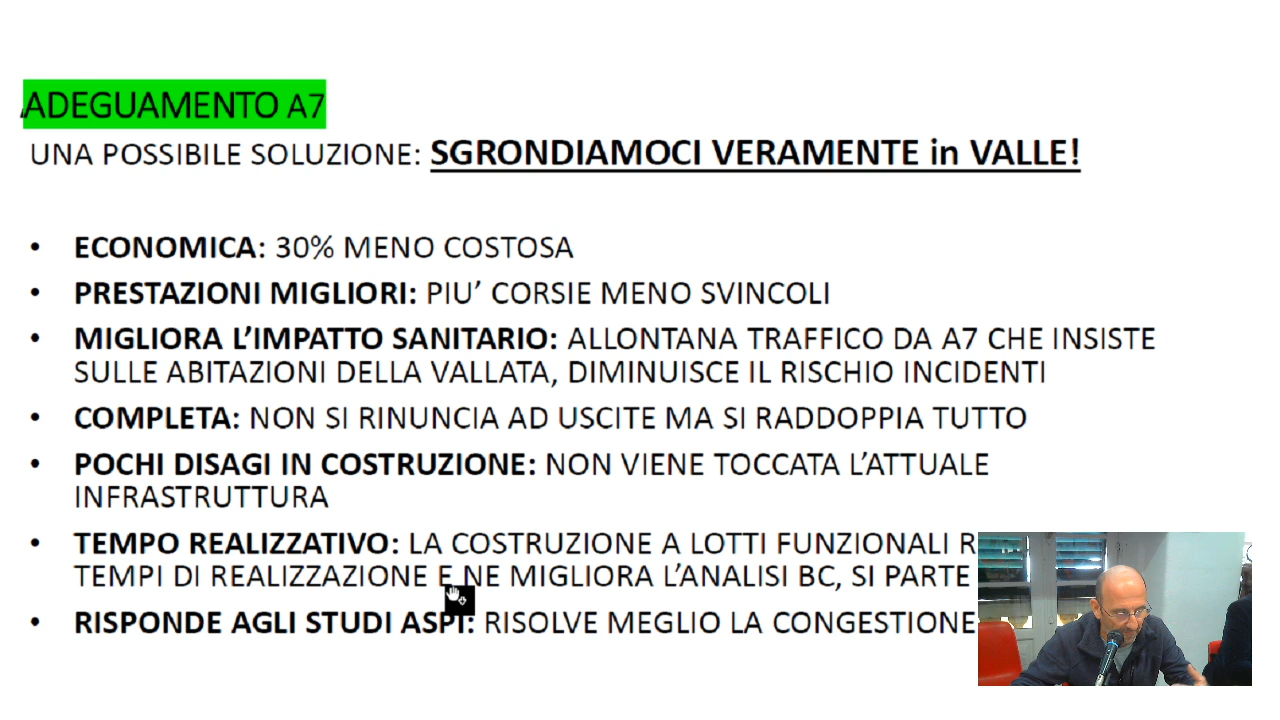 ADEGUAMENTO A7
UNA POSSIBILE SOLUZIONE: SGRONDIAMOCI VERAMENTE in VALLE!
• ECONOMICA: 30% MENO COSTOSA
• PRESTAZIONI MIGLIORI: PIU’ CORSIE MENO SVINCOLI
• MIGLIORA L’IMPATTO SANITARIO: ALLONTANA TRAFFICO DA A7 CHE INSISTE
SULLE ABITAZIONI DELLA VALLATA, DIMINUISCE IL RISCHIO INCIDENTI
• COMPLETA: NON SI RINUNCIA AD USCITE MA SI RADDOPPIA TUTTO
• POCHI DISAGI IN COSTRUZIONE: NON VIENE TOCCATA L’ATTUALE
INFRASTRUTTURA
• TEMPO REALIZZATIVO: LA COSTRUZIONE A LOTTI FUNZIONALI
TEMPI DI REALIZZAZIONE E NE MIGLIORA L’ANALISI BC, SI PARTE
• RISPONDE AGLI STUDI ASPI: RISOLVE MEGLIO LA CONGESTIONE